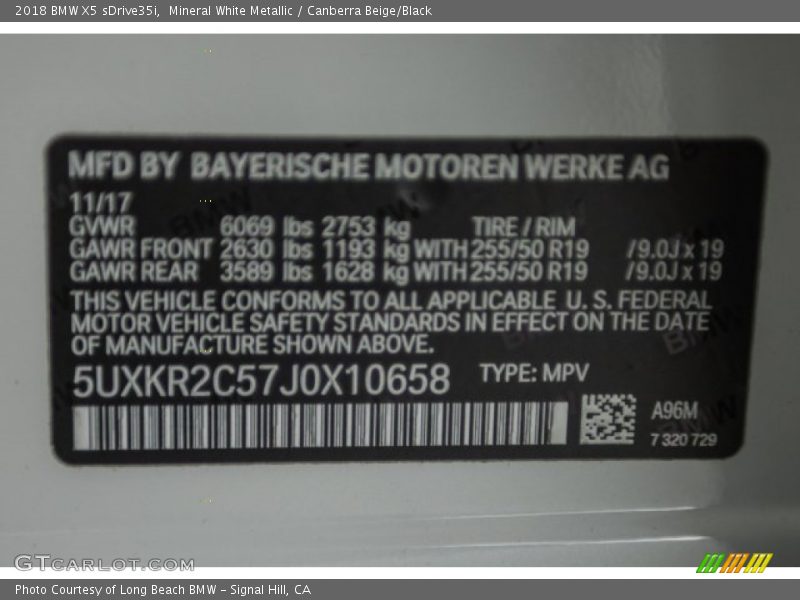 2018 BMW X5 sDrive35i,  Mineral White Metallic / Canberra Beige/Black
MFD BY BAYERISCHE MOTOREN WERKE AG
11/17
GVWR 6069 lbs 2753 kg TIRE / RIM
GAWR FRONT 2630 lbs 1193 kg WITH 255/50 R19 /9.0J x 19
GAWR REAR 3589 lbs 1628 kg WITH 255/50 R19 /9.0J x 19
THIS VEHICLE CONFORMS TO ALL APPLICABLE U. S. FEDERAL
MOTOR VEHICLE SAFETY STANDARDS IN EFFECT ON THE DATE
OF MANUFACTURE SHOWN ABOVE.
5UXKR2C57J0X10658 TYPE: MPV
A96M
7 320 729
GTCARLOT.COM
Photo Courtesy of Long Beach BMW - Signal Hill, CA